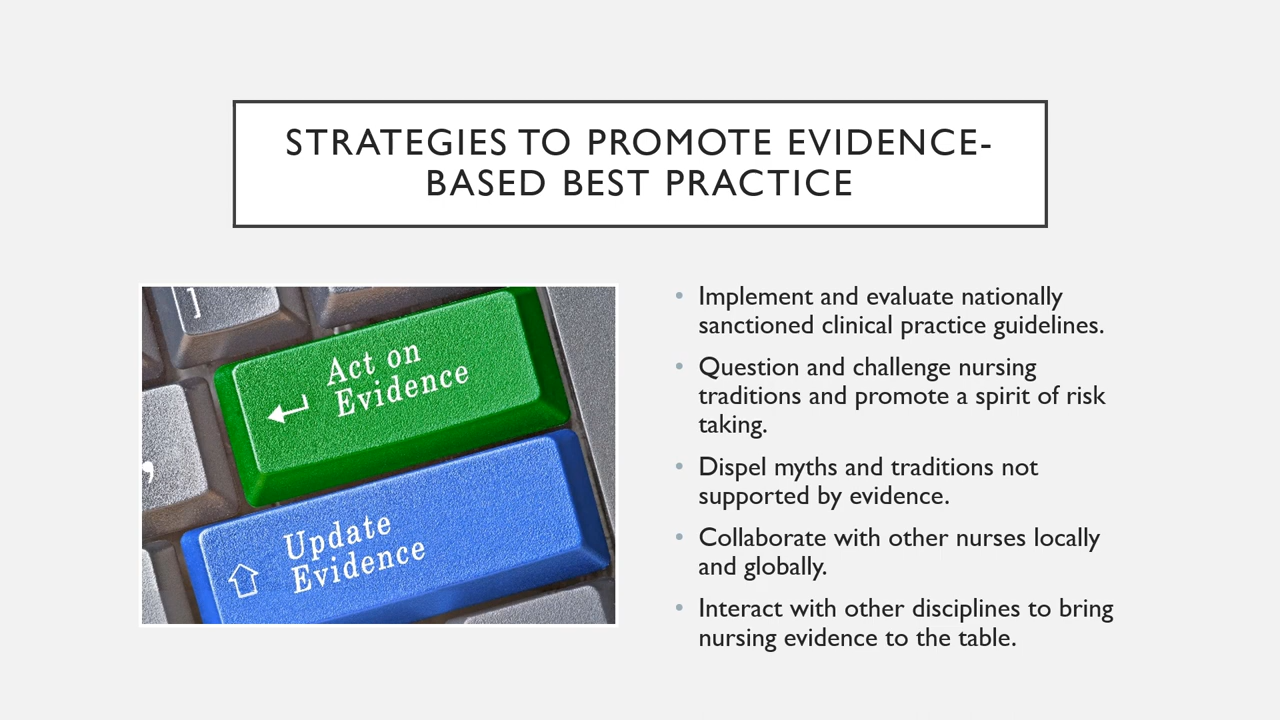 STRATEGIES TO PROMOTE EVIDENCE-
BASED BEST PRACTICE
]
Act on
Evidence
,
Update
Evidence
• Implement and evaluate nationally
sanctioned clinical practice guidelines.
• Question and challenge nursing
traditions and promote a spirit of risk
taking.
• Dispel myths and traditions not
supported by evidence.
• Collaborate with other nurses locally
and globally.
• Interact with other disciplines to bring
nursing evidence to the table.